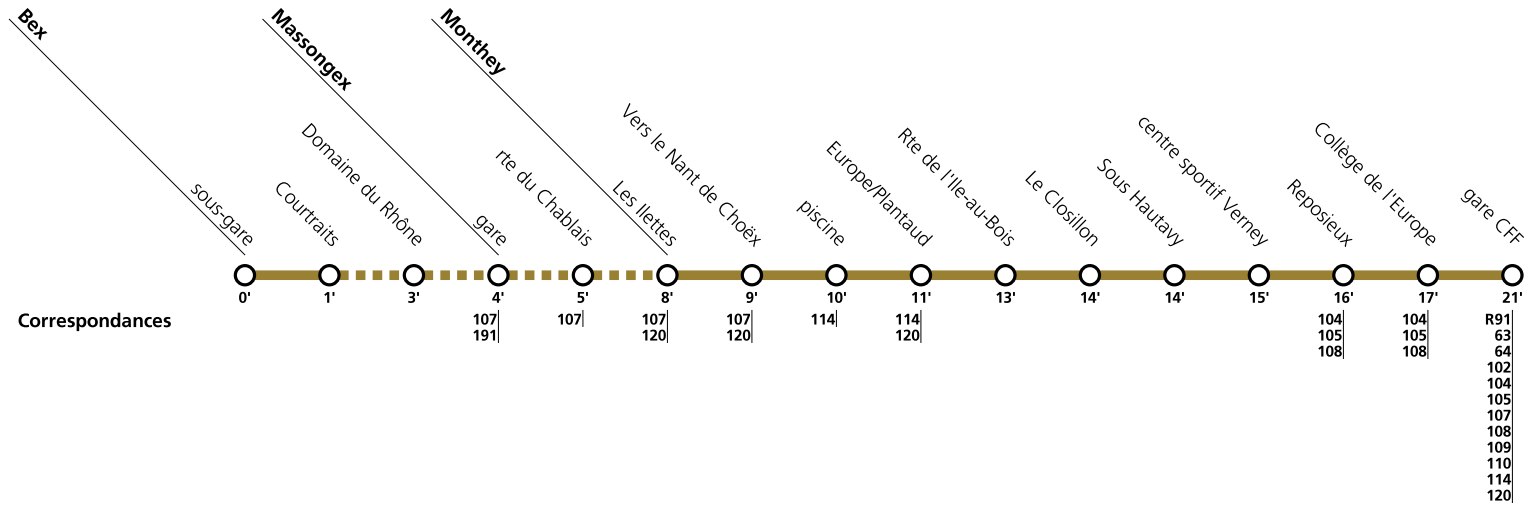 Bex
Massongex
Monthey
sous-gare
Courtraits
Domaine du Rhône
gare
rte du Chablais
Les Ilettes
Vers le Nant de Choëx
piscine
Europe/Plantaud
Rte de l'Ile-au-Bois
Le Closillon
Sous Hautavy
centre sportif Verney
Reposieux
Collège de l'Europe
gare CFF
0' 1' 3' 4' 5' 8' 9' 10' 11' 13' 14' 14' 15' 16' 17' 21'
Correspondances
107 107 107 107 114 114 104 104 R91
191 120 120 120 105 105 63
108 108 64
102
104
105
107
108
109
110
114
120